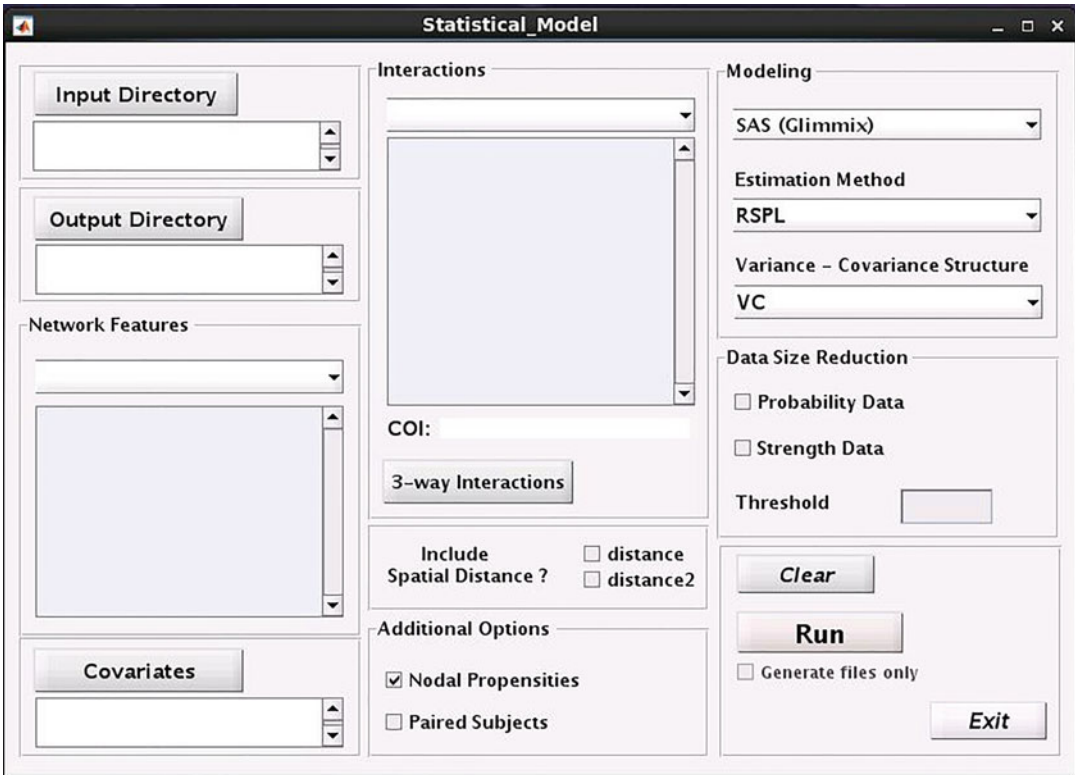 Statistical_Model
Input Directory
Output Directory
Network Features
Covariates
Interactions
COI:
3-way Interactions
Include
Spatial Distance ?
distance
distance2
Additional Options
Nodal Propensities
Paired Subjects
Modeling
SAS (Glimmix)
Estimation Method
RSPL
Variance - Covariance Structure
VC
Data Size Reduction
Probability Data
Strength Data
Threshold
Clear
Run
Generate files only
Exit